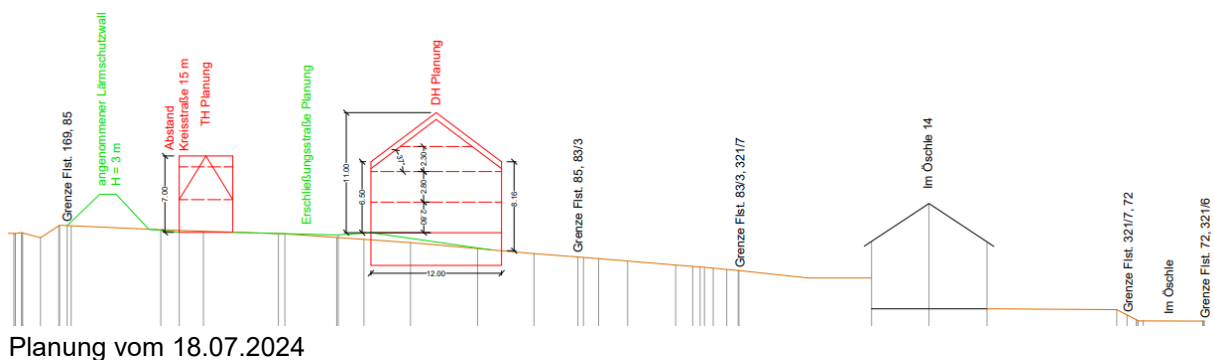 Grenze Flst. 169, 85
angenommener Lärmschutzwall
H = 3 m
Abstand
Kreisstraße 15 m
TH Planung
7.00
Erschließungsstraße Planung
11.00
6.50
37°
2.30
2.80
2.80
8.16
12.00
DH Planung
Grenze Flst. 85, 83/3
Grenze Flst. 83/3, 321/7
Im Öschle 14
Grenze Flst. 321/7, 72
Im Öschle
Grenze Flst. 72, 321/6
Planung vom 18.07.2024